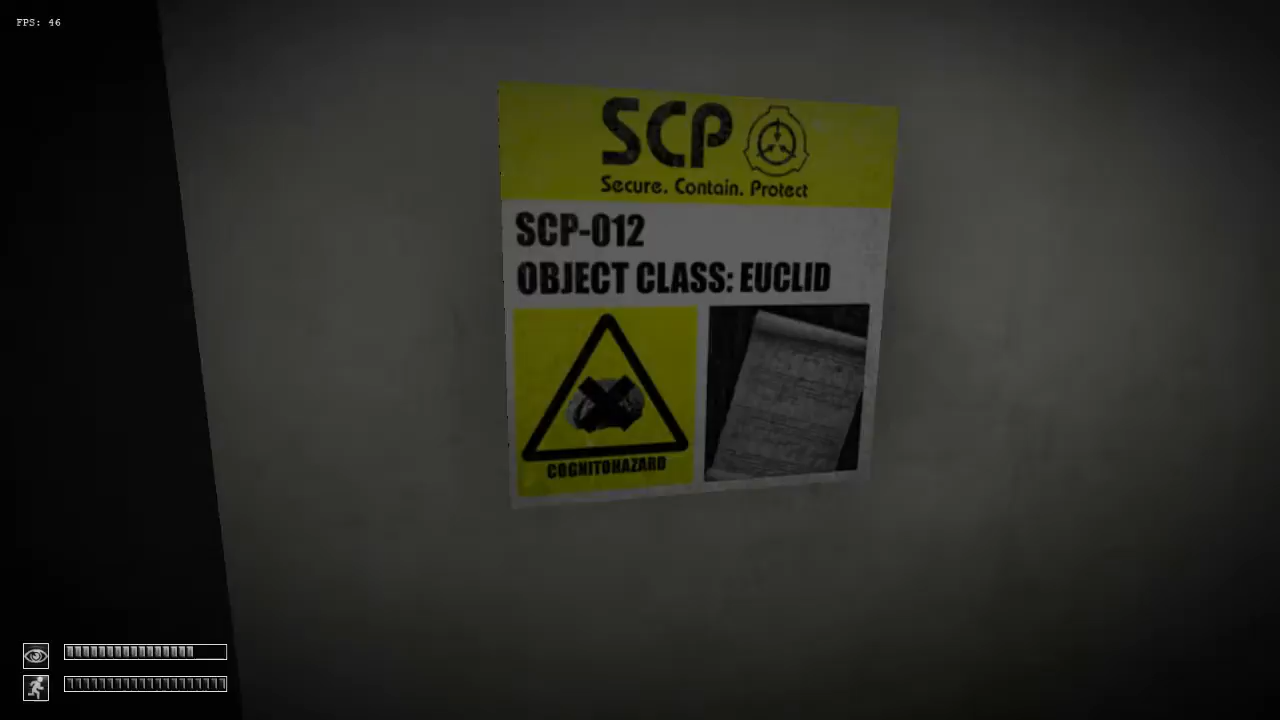 FPS: 46
SCP
Secure. Contain. Protect
SCP-012
OBJECT CLASS: EUCLID
COGNITOHAZARD